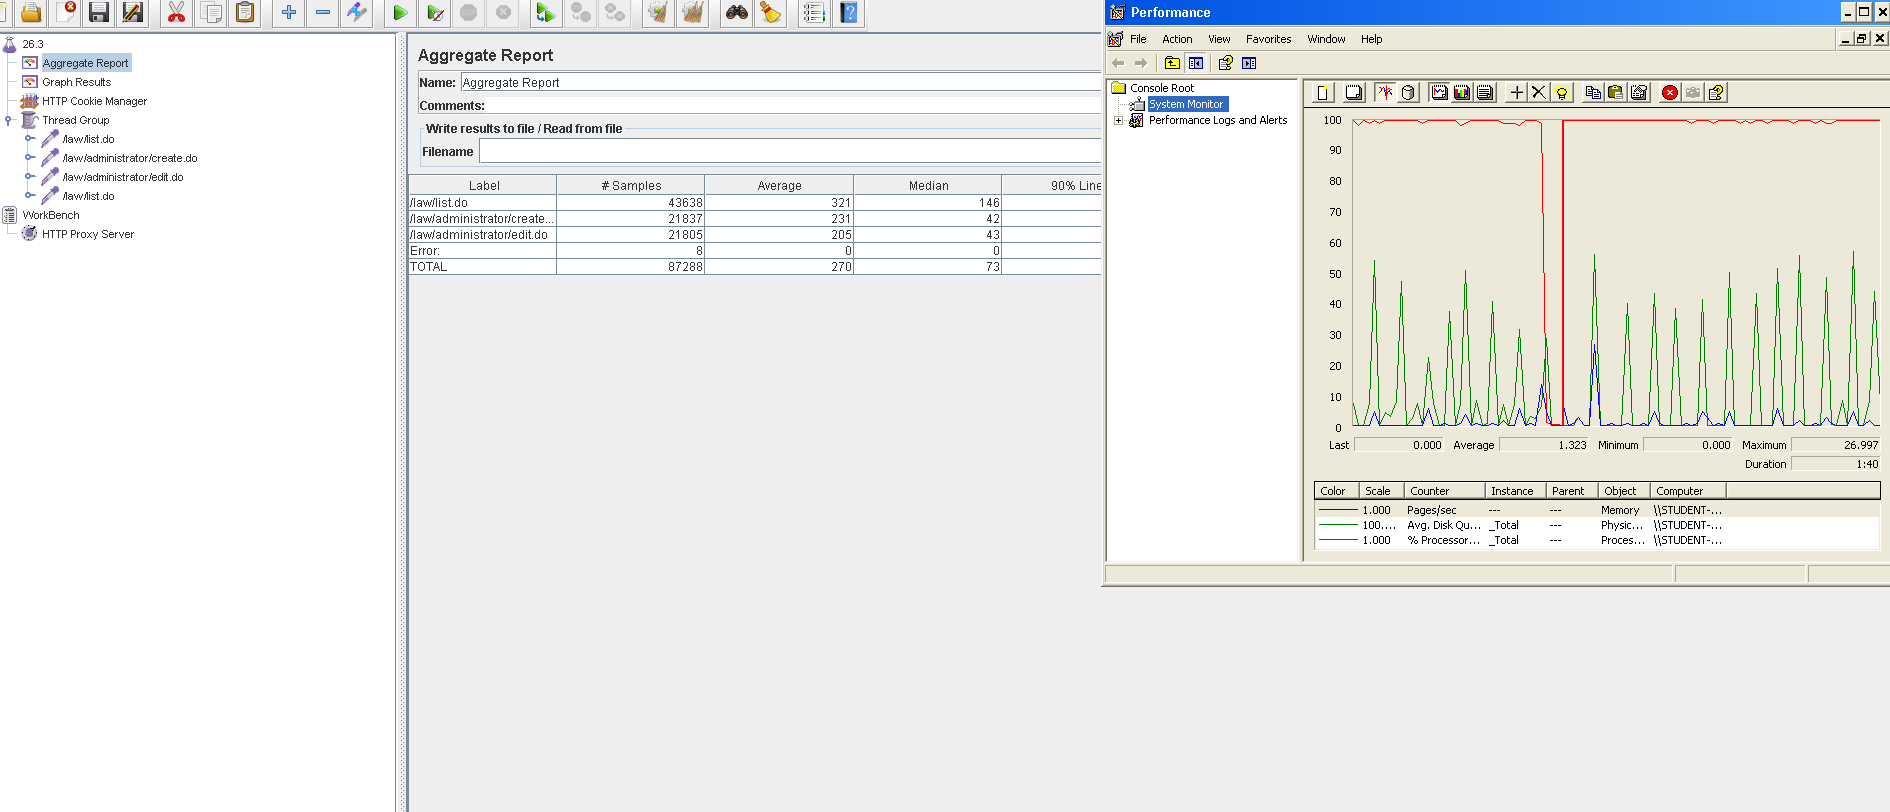 26.3
Aggregate Report
Graph Results
HTTP Cookie Manager
Thread Group
/law/list.do
/law/administrator/create.do
/law/administrator/edit.do
/law/list.do
WorkBench
HTTP Proxy Server
Aggregate Report
Name: Aggregate Report
Comments:
Write results to file / Read from file
Filename
Label # Samples Average Median 90% Line
/law/list.do 43638 321 146
/law/administrator/create... 21837 231 42
/law/administrator/edit.do 21805 205 43
Error: 8 0 0
TOTAL 87288 270 73
Performance
File Action View Favorites Window Help
Console Root
System Monitor
Performance Logs and Alerts
100
90
80
70
60
50
40
30
20
10
0
Last 0.000 Average 1.323 Minimum 0.000 Maximum 26.997
Duration 1:40
Color Scale Counter Instance Parent Object Computer
1.000 Pages/sec --- --- Memory \\STUDENT-...
100.... Avg. Disk Qu... _Total --- Physic... \\STUDENT-...
1.000 % Processor... _Total --- Proces... \\STUDENT-...